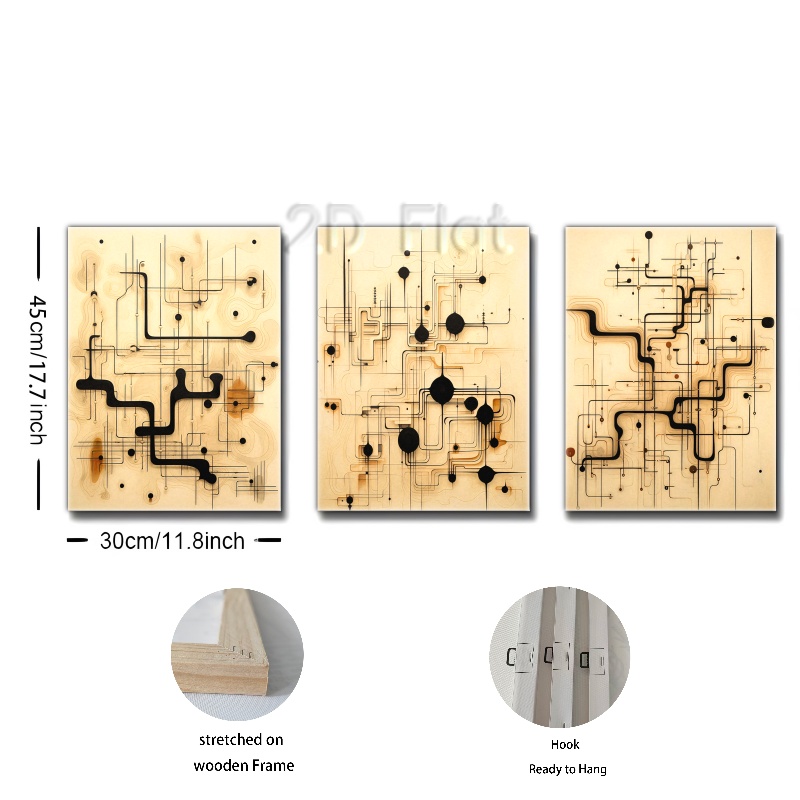 2D Flat
45cm/17.7inch
30cm/11.8inch
stretched on
wooden Frame
Hook
Ready to Hang